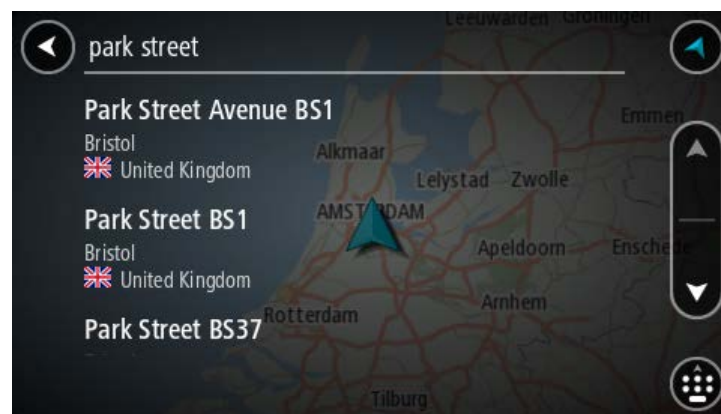 Leeuwarden Groningen
park street
Park Street Avenue BS1
Bristol
United Kingdom
Emmen
Alkmaar
Lelystad Zwolle
Park Street BS1
Bristol
United Kingdom
AMSTERDAM
Apeldoorn Enschede
Park Street BS37
Rotterdam
Arnhem
Tilburg